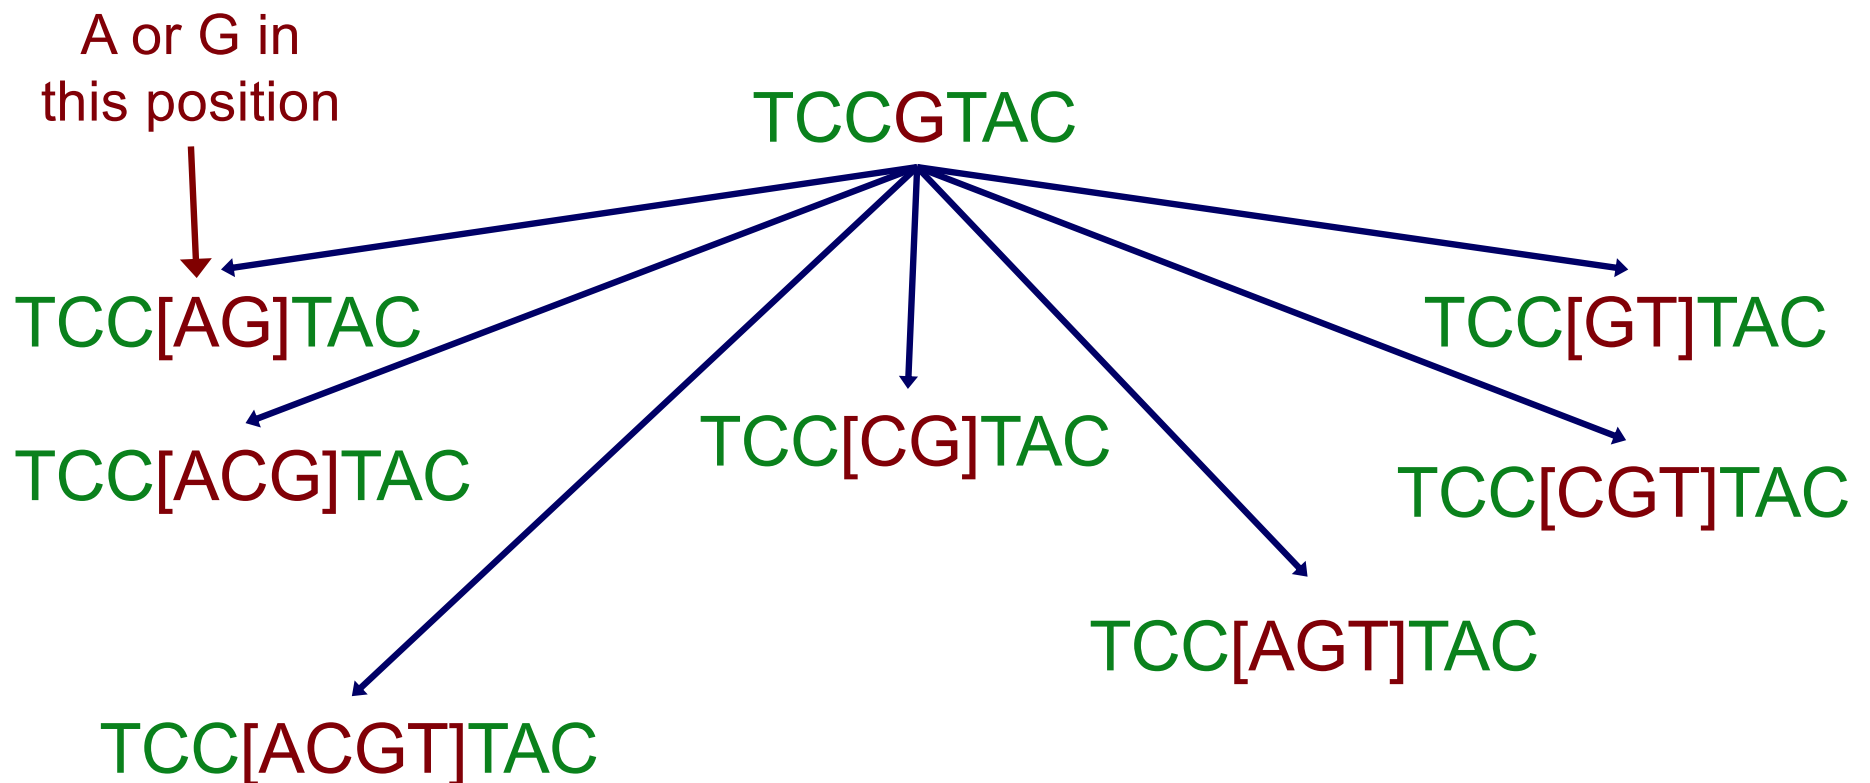 A or G in
this position
TCCGTAC
TCC[AG]TAC
TCC[GT]TAC
TCC[CG]TAC
TCC[ACG]TAC
TCC[CGT]TAC
TCC[AGT]TAC
TCC[ACGT]TAC